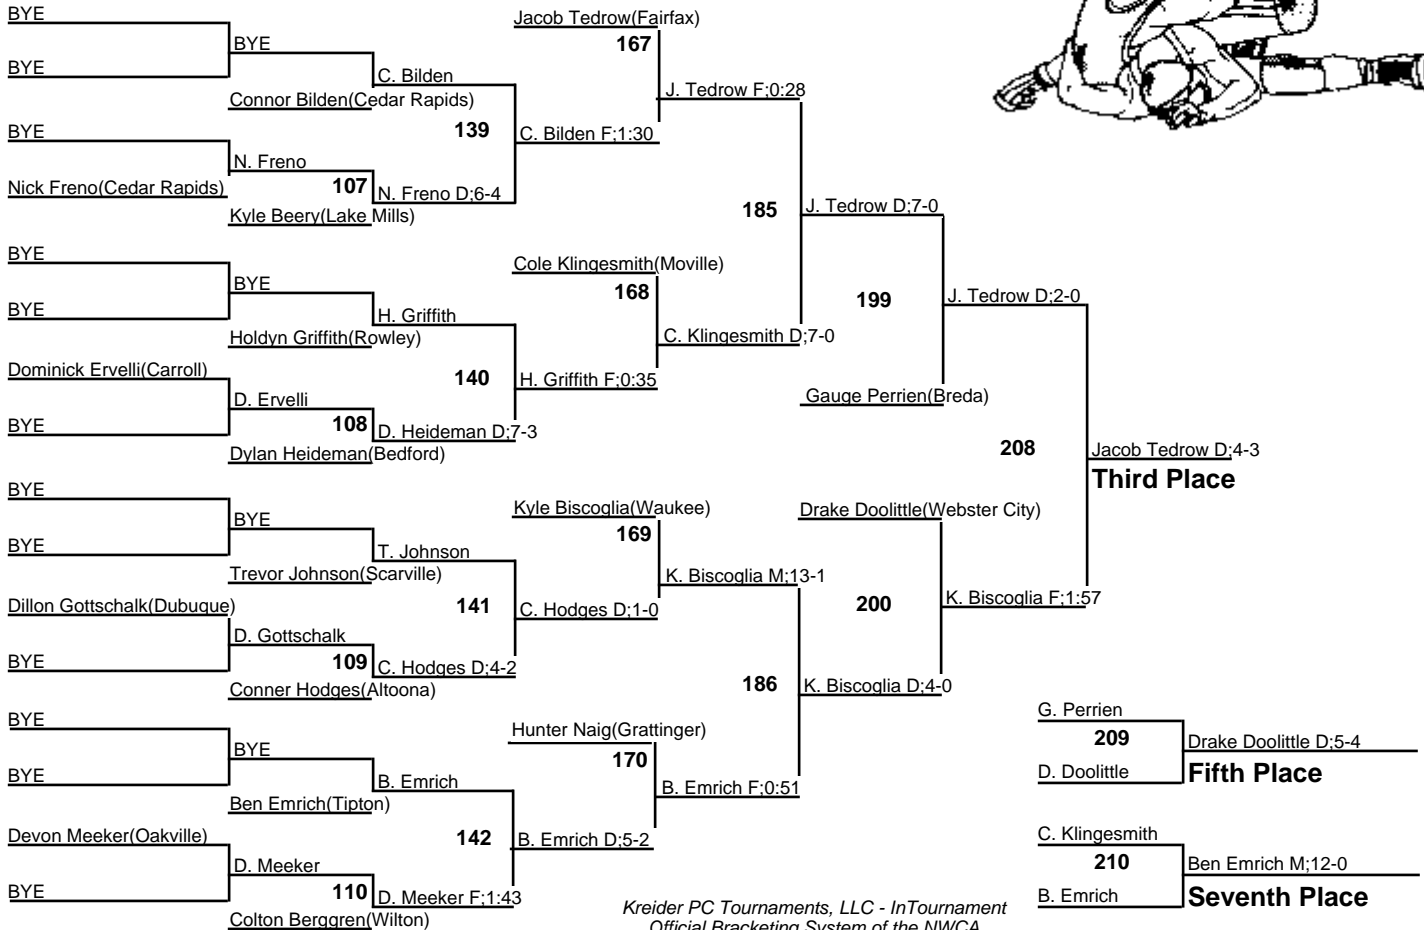 BYE
BYE
BYE
C. Bilden
Connor Bilden(Cedar Rapids)
139
BYE
N. Freno
Nick Freno(Cedar Rapids)
107
N. Freno D;6-4
Kyle Beery(Lake Mills)
Jacob Tedrow(Fairfax)
167
J. Tedrow F;0:28
C. Bilden F;1:30
185
J. Tedrow D;7-0
BYE
BYE
BYE
H. Griffith
Holdyn Griffith(Rowley)
Dominick Ervelli(Carroll)
140
D. Ervelli
BYE
108
D. Heideman D;7-3
Dylan Heideman(Bedford)
Cole Klingesmith(Moville)
168
C. Klingesmith D;7-0
H. Griffith F;0:35
199
J. Tedrow D;2-0
Gauge Perrien(Breda)
208
Jacob Tedrow D;4-3
Third Place
BYE
BYE
BYE
T. Johnson
Trevor Johnson(Scarville)
Dillon Gottschalk(Dubuque)
141
D. Gottschalk
BYE
109
C. Hodges D;4-2
Conner Hodges(Altoona)
Kyle Biscoglia(Waukee)
169
K. Biscoglia M;13-1
C. Hodges D;1-0
Drake Doolittle(Webster City)
200
K. Biscoglia F;1:57
186
K. Biscoglia D;4-0
BYE
BYE
BYE
B. Emrich
Ben Emrich(Tipton)
Devon Meeker(Oakville)
142
D. Meeker
BYE
110
D. Meeker F;1:43
Colton Berggren(Wilton)
Hunter Naig(Grattinger)
170
B. Emrich F;0:51
B. Emrich D;5-2
G. Perrien
209
Drake Doolittle D;5-4
D. Doolittle
Fifth Place
C. Klingesmith
210
Ben Emrich M;12-0
B. Emrich
Seventh Place
Kreider PC Tournaments, LLC - InTournament
Official Bracketing System of the NWCA